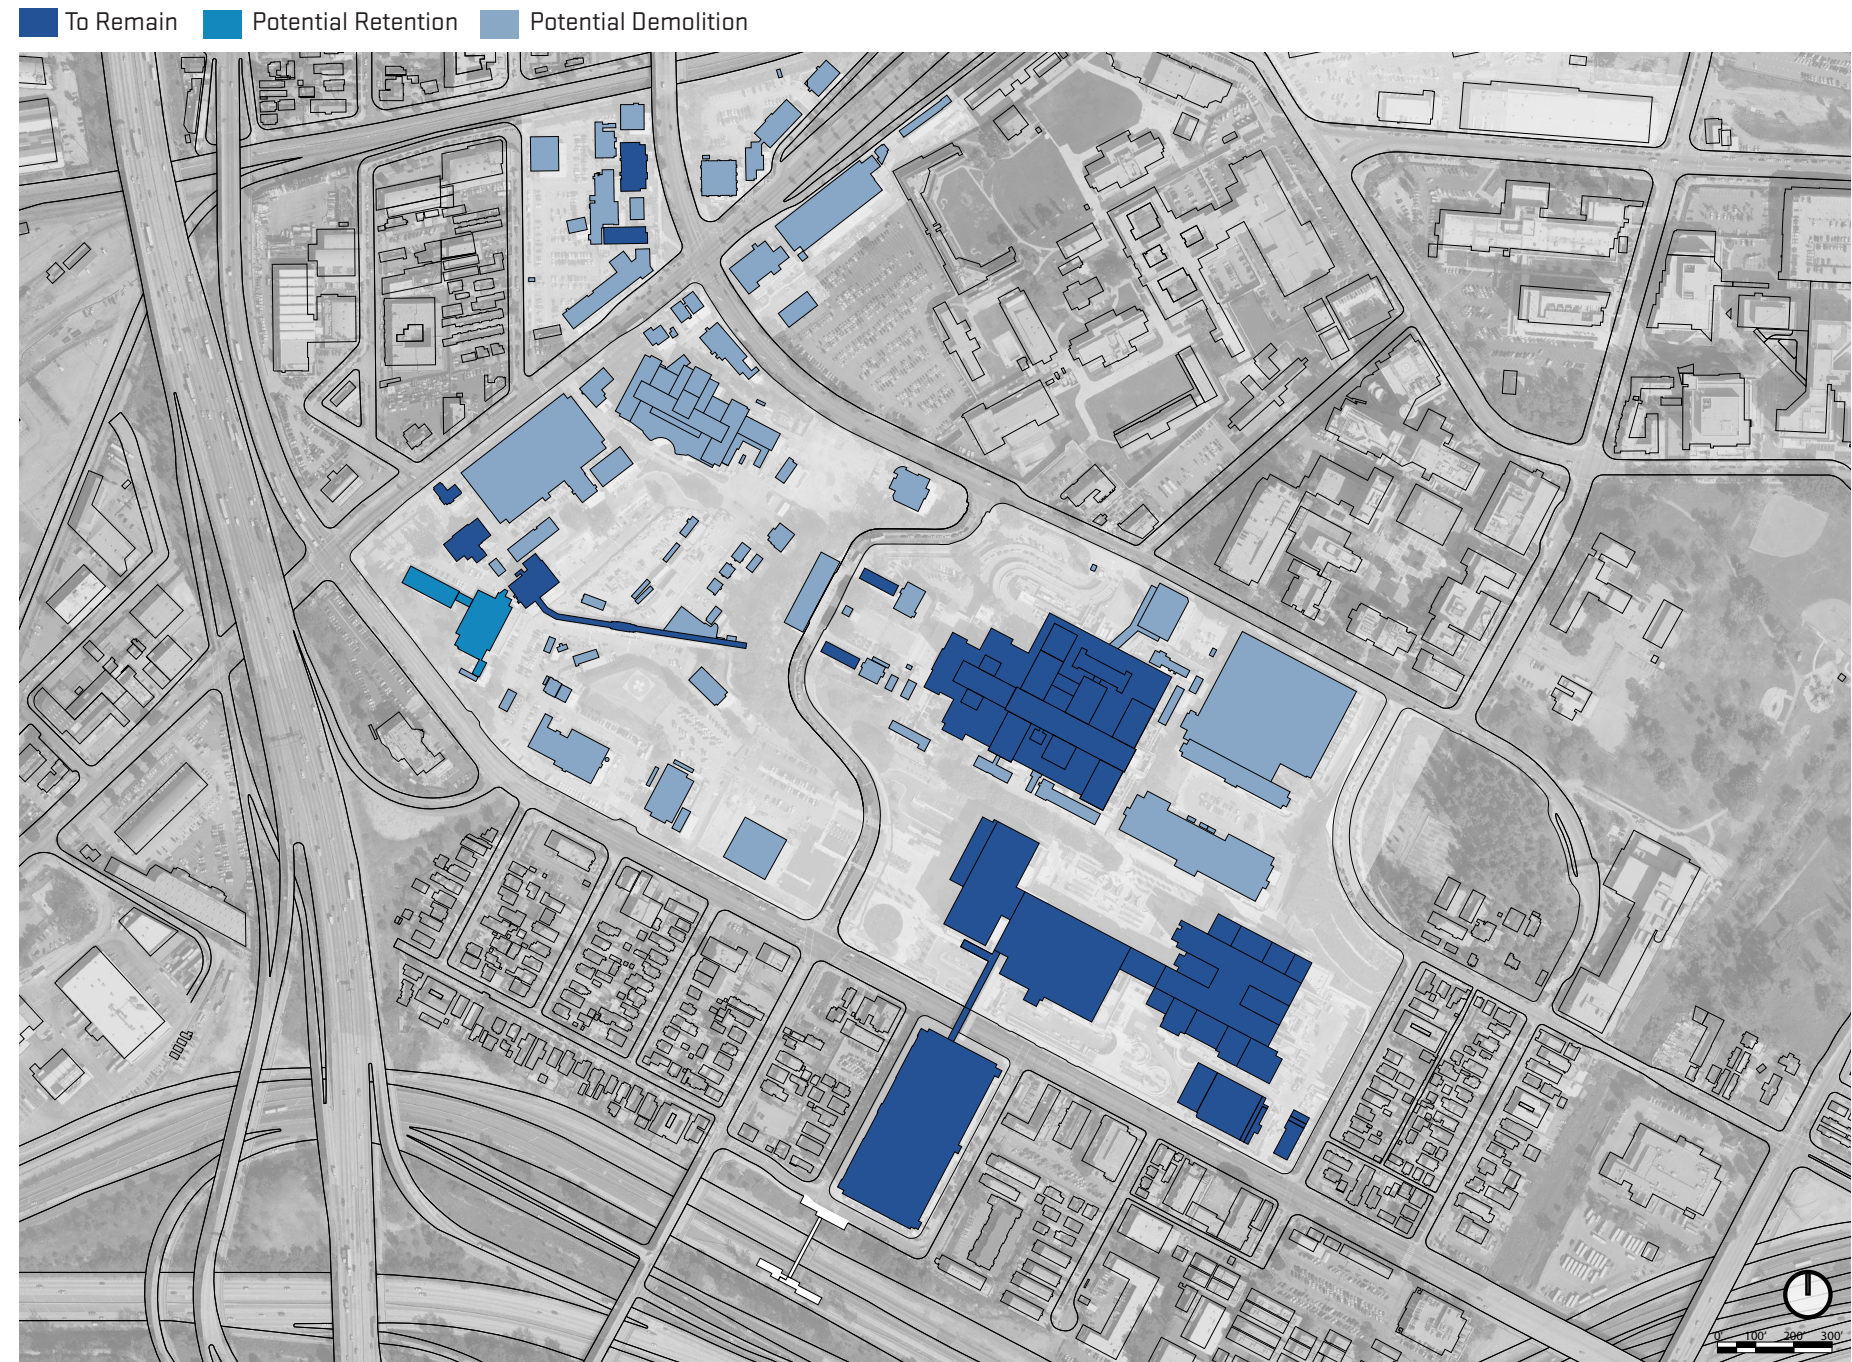 To Remain
Potential Retention
Potential Demolition
0' 100' 200' 300'